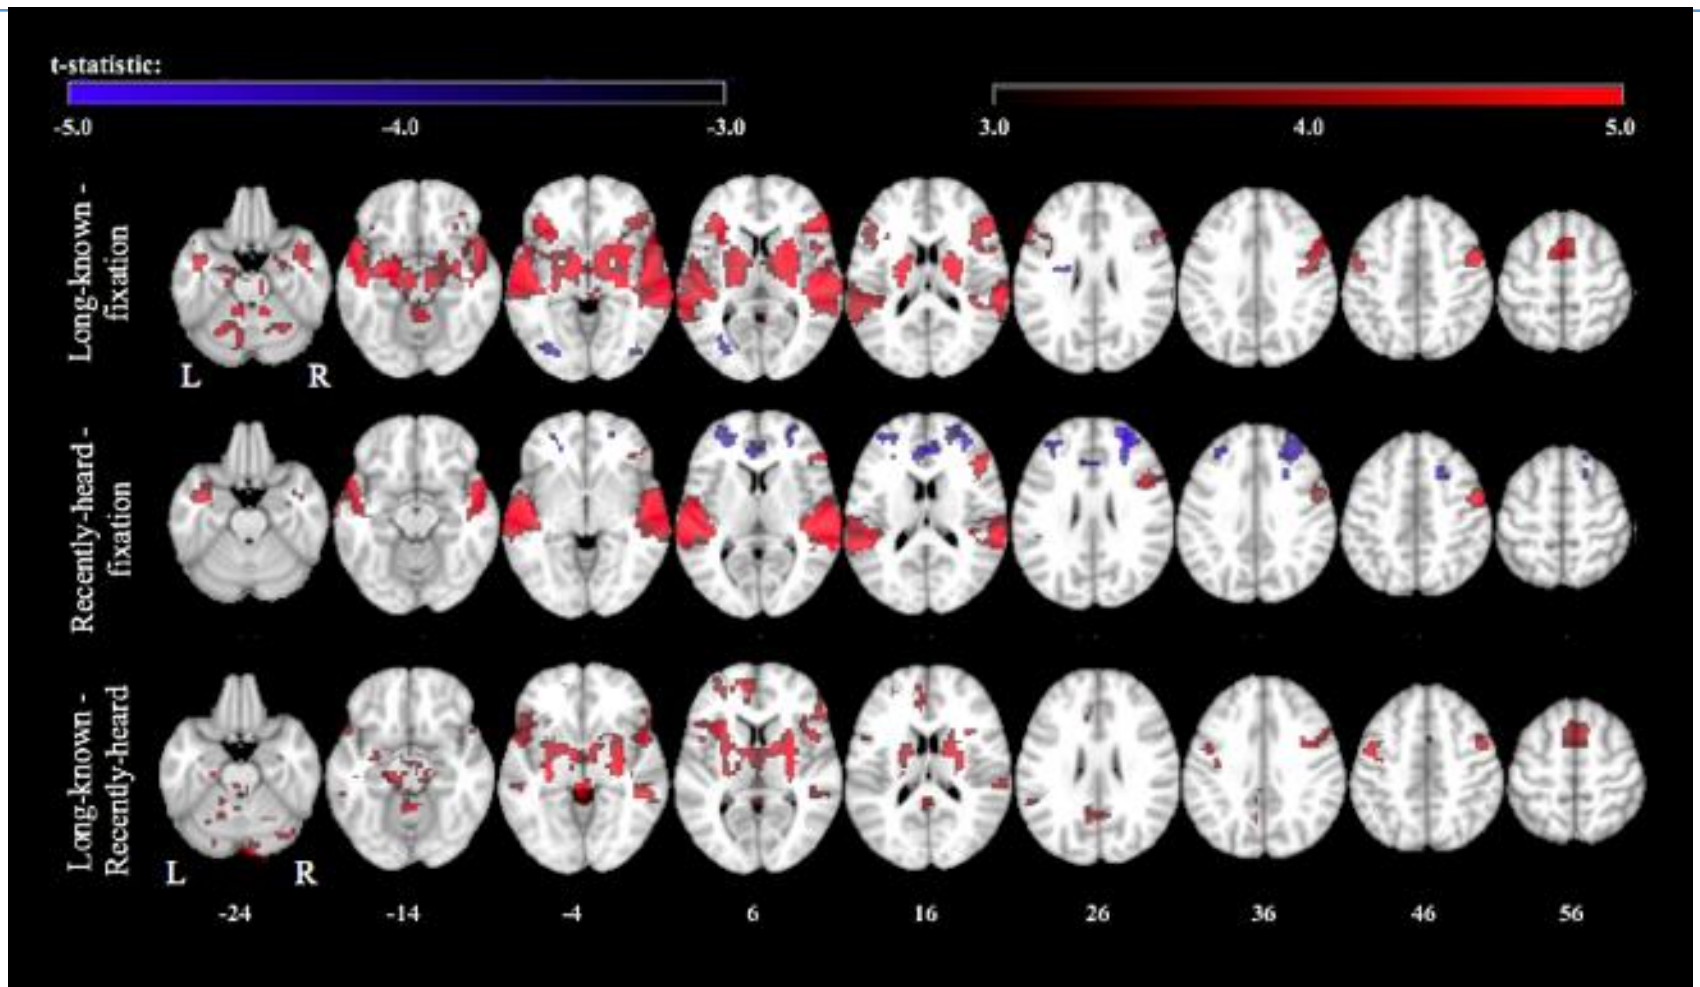 t-statistic:
-5.0 -4.0 -3.0 3.0 4.0 5.0
Long-known -
fixation
L R
Recently-heard -
fixation
Long-known -
Recently-heard
L R
-24 -14 -4 6 16 26 36 46 56